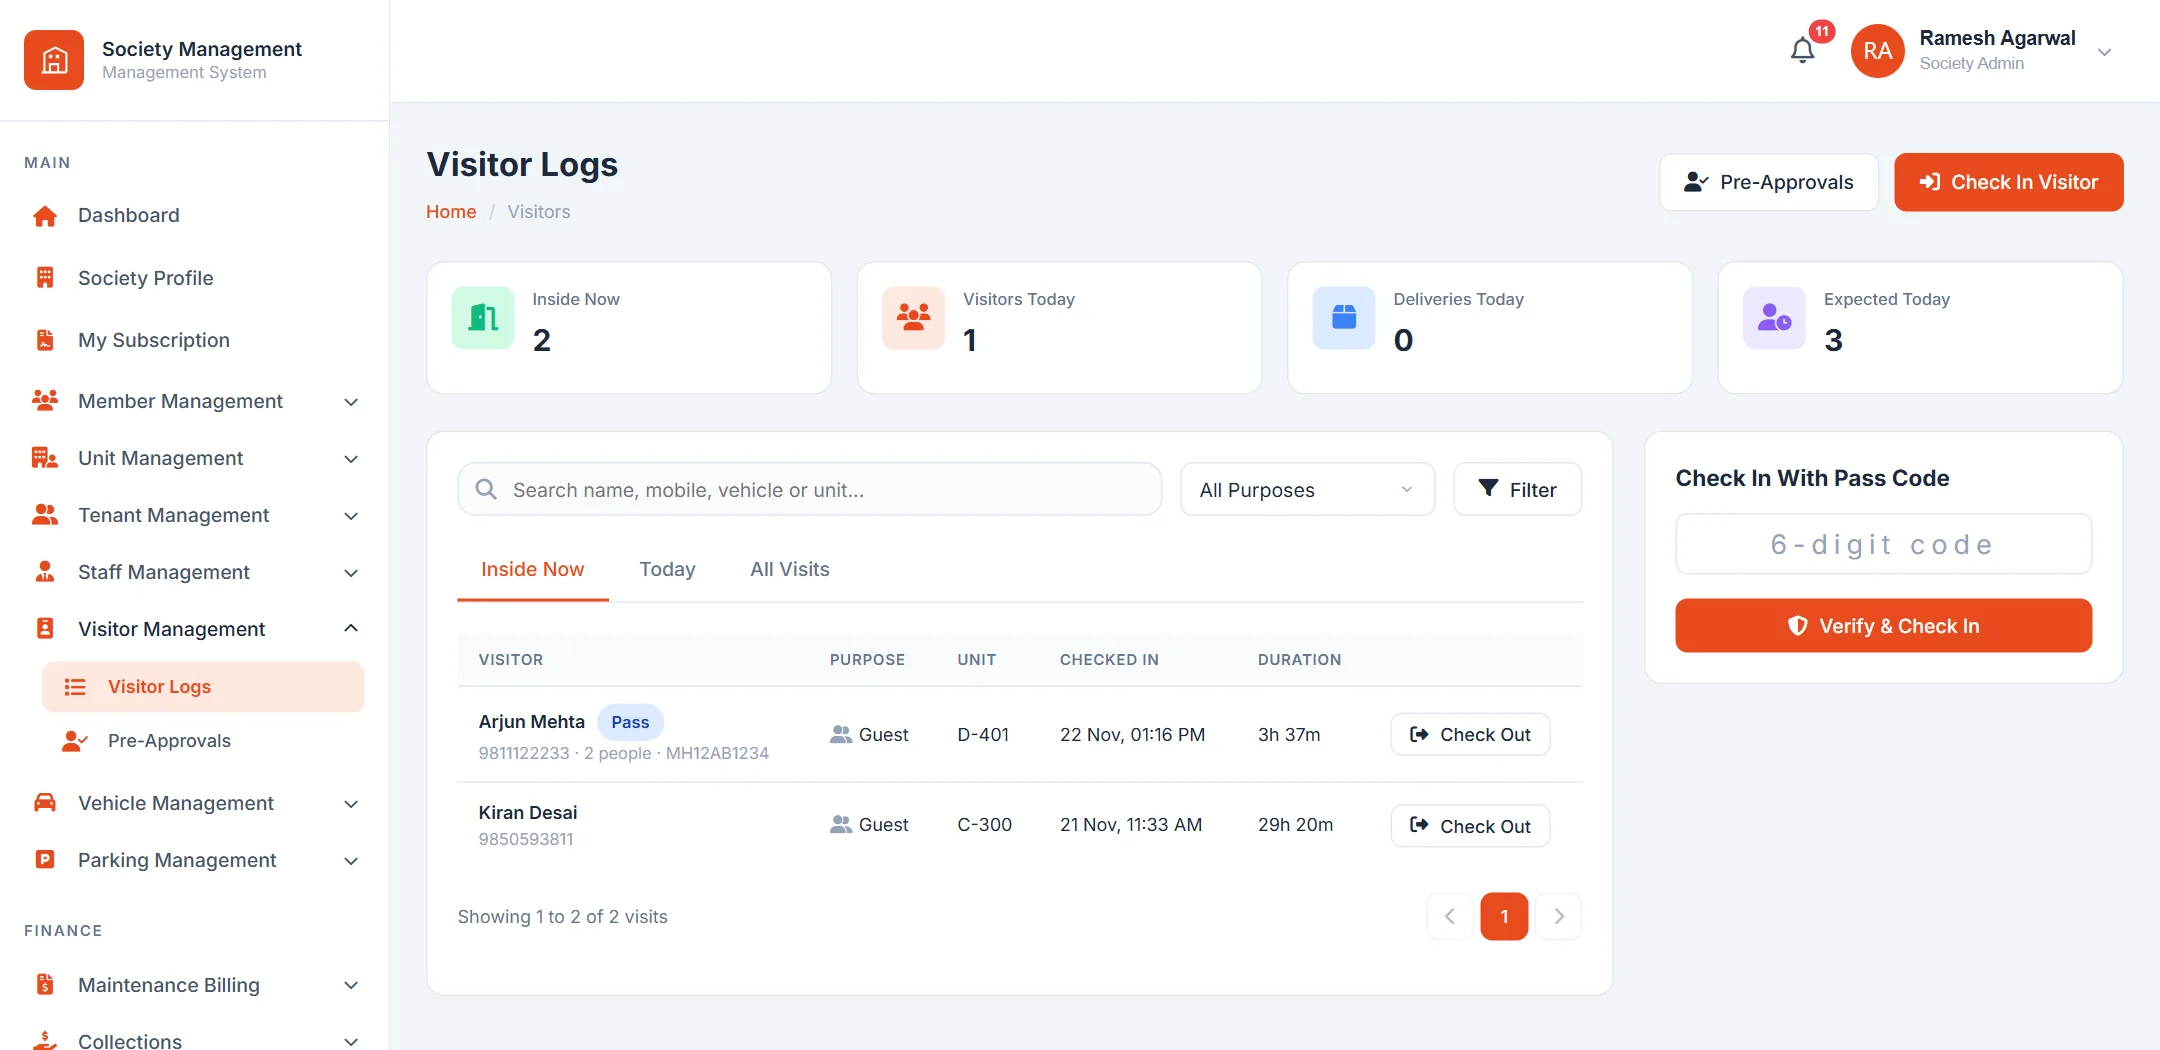 Society Management
Management System
11
RA
Ramesh Agarwal
Society Admin
MAIN
Dashboard
Society Profile
My Subscription
Member Management
Unit Management
Tenant Management
Staff Management
Visitor Management
Visitor Logs
Pre-Approvals
Vehicle Management
Parking Management
FINANCE
Maintenance Billing
Collections
Visitor Logs
Home / Visitors
Pre-Approvals
Check In Visitor
Inside Now
2
Visitors Today
1
Deliveries Today
0
Expected Today
3
Search name, mobile, vehicle or unit...
All Purposes
Filter
Inside Now Today All Visits
VISITOR PURPOSE UNIT CHECKED IN DURATION
Arjun Mehta Pass
9811122233 · 2 people · MH12AB1234
Guest D-401 22 Nov, 01:16 PM 3h 37m Check Out
Kiran Desai
9850593811
Guest C-300 21 Nov, 11:33 AM 29h 20m Check Out
Showing 1 to 2 of 2 visits
1
Check In With Pass Code
6-digit code
Verify & Check In